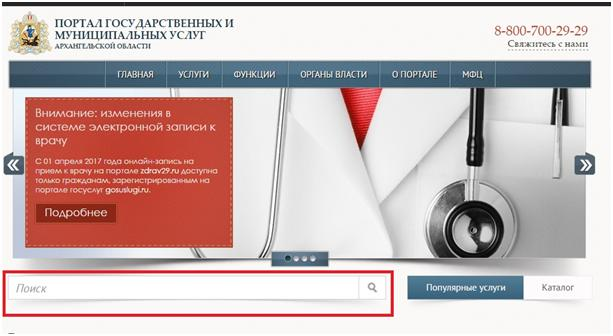 ПОРТАЛ ГОСУДАРСТВЕННЫХ И
МУНИЦИПАЛЬНЫХ УСЛУГ
АРХАНГЕЛЬСКОЙ ОБЛАСТИ
8-800-700-29-29
Свяжитесь с нами
ГЛАВНАЯ УСЛУГИ ФУНКЦИИ ОРГАНЫ ВЛАСТИ О ПОРТАЛЕ МФЦ
Внимание: изменения в
системе электронной записи к
врачу
С 01 апреля 2017 года онлайн-запись на
прием к врачу на портале zdrav29.ru доступна
только гражданам, зарегистрированным на
портале госуслуг gosuslugi.ru.
Подробнее
Поиск
Популярные услуги Каталог